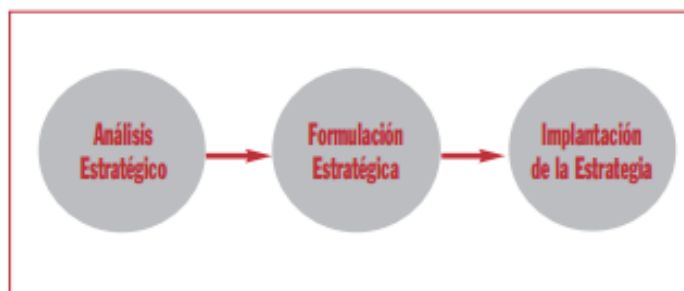 Análisis
Estratégico
Formulación
Estratégica
Implantación
de la Estrategia